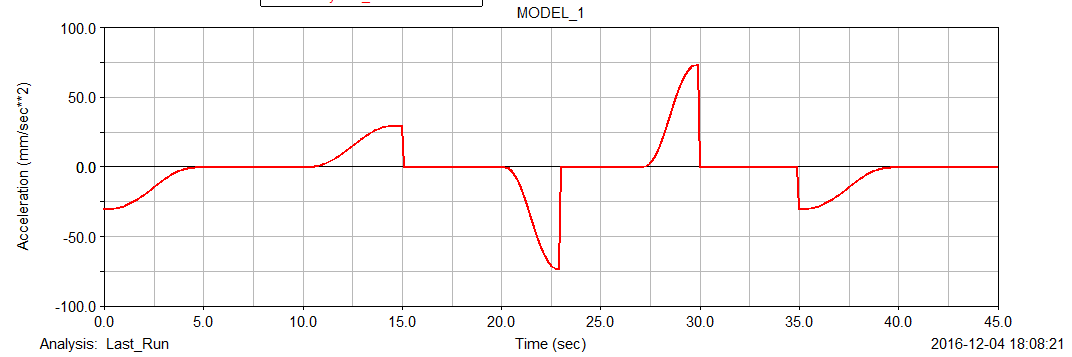 MODEL_1
100.0
50.0
0.0
-50.0
-100.0
Acceleration (mm/sec**2)
0.0 5.0 10.0 15.0 20.0 25.0 30.0 35.0 40.0 45.0
Time (sec)
Analysis: Last_Run
2016-12-04 18:08:21